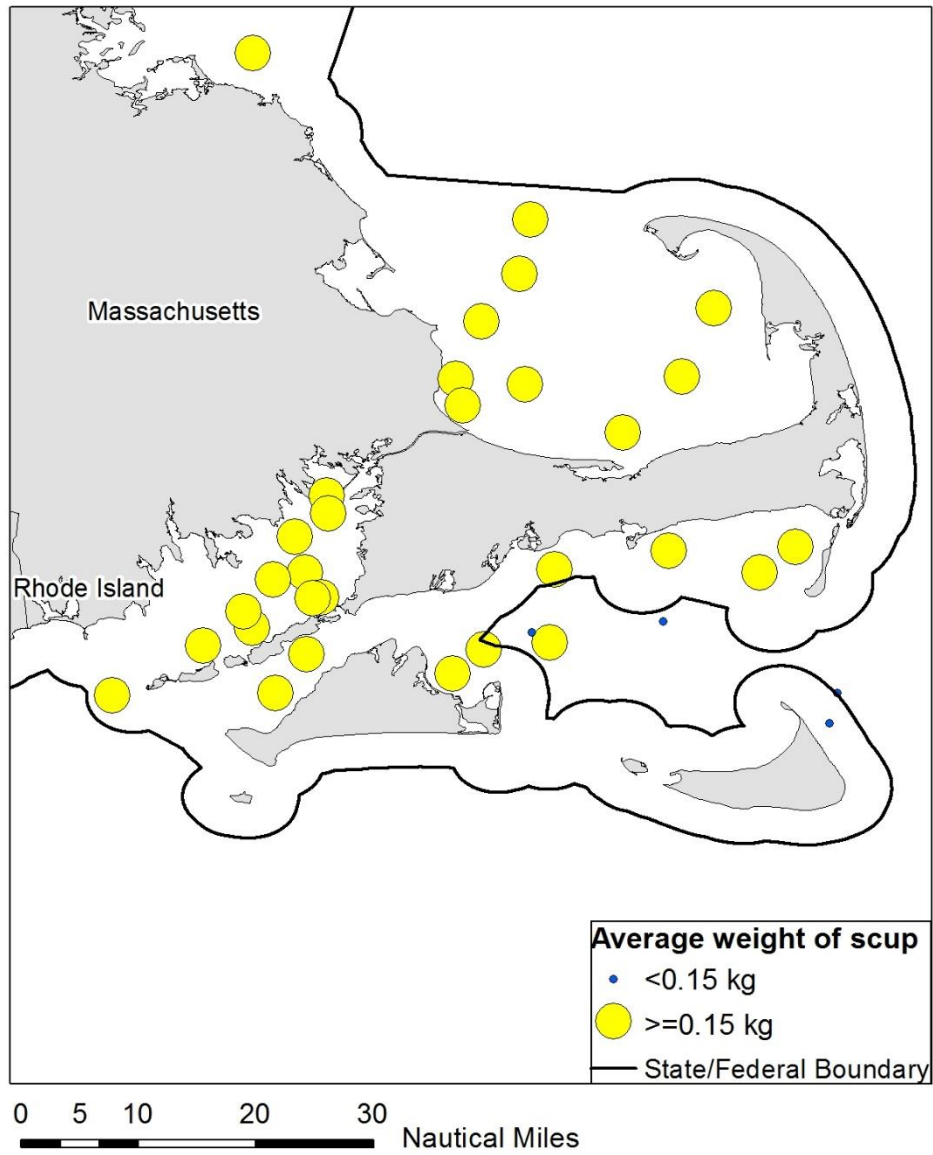 Massachusetts
Rhode Island
Average weight of scup
<0.15 kg
>=0.15 kg
State/Federal Boundary
0 5 10 20 30
Nautical Miles